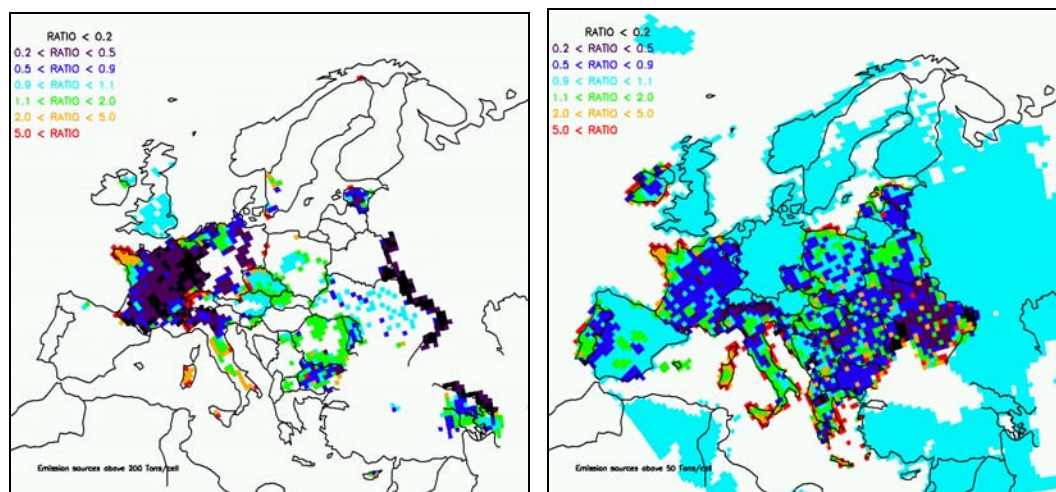 RATIO < 0.2
0.2 < RATIO < 0.5
0.5 < RATIO < 0.9
0.9 < RATIO < 1.1
1.1 < RATIO < 2.0
2.0 < RATIO < 5.0
5.0 < RATIO
Emission sources above 200 Tons/cell
RATIO < 0.2
0.2 < RATIO < 0.5
0.5 < RATIO < 0.9
0.9 < RATIO < 1.1
1.1 < RATIO < 2.0
2.0 < RATIO < 5.0
5.0 < RATIO
Emission sources above 50 Tons/cell